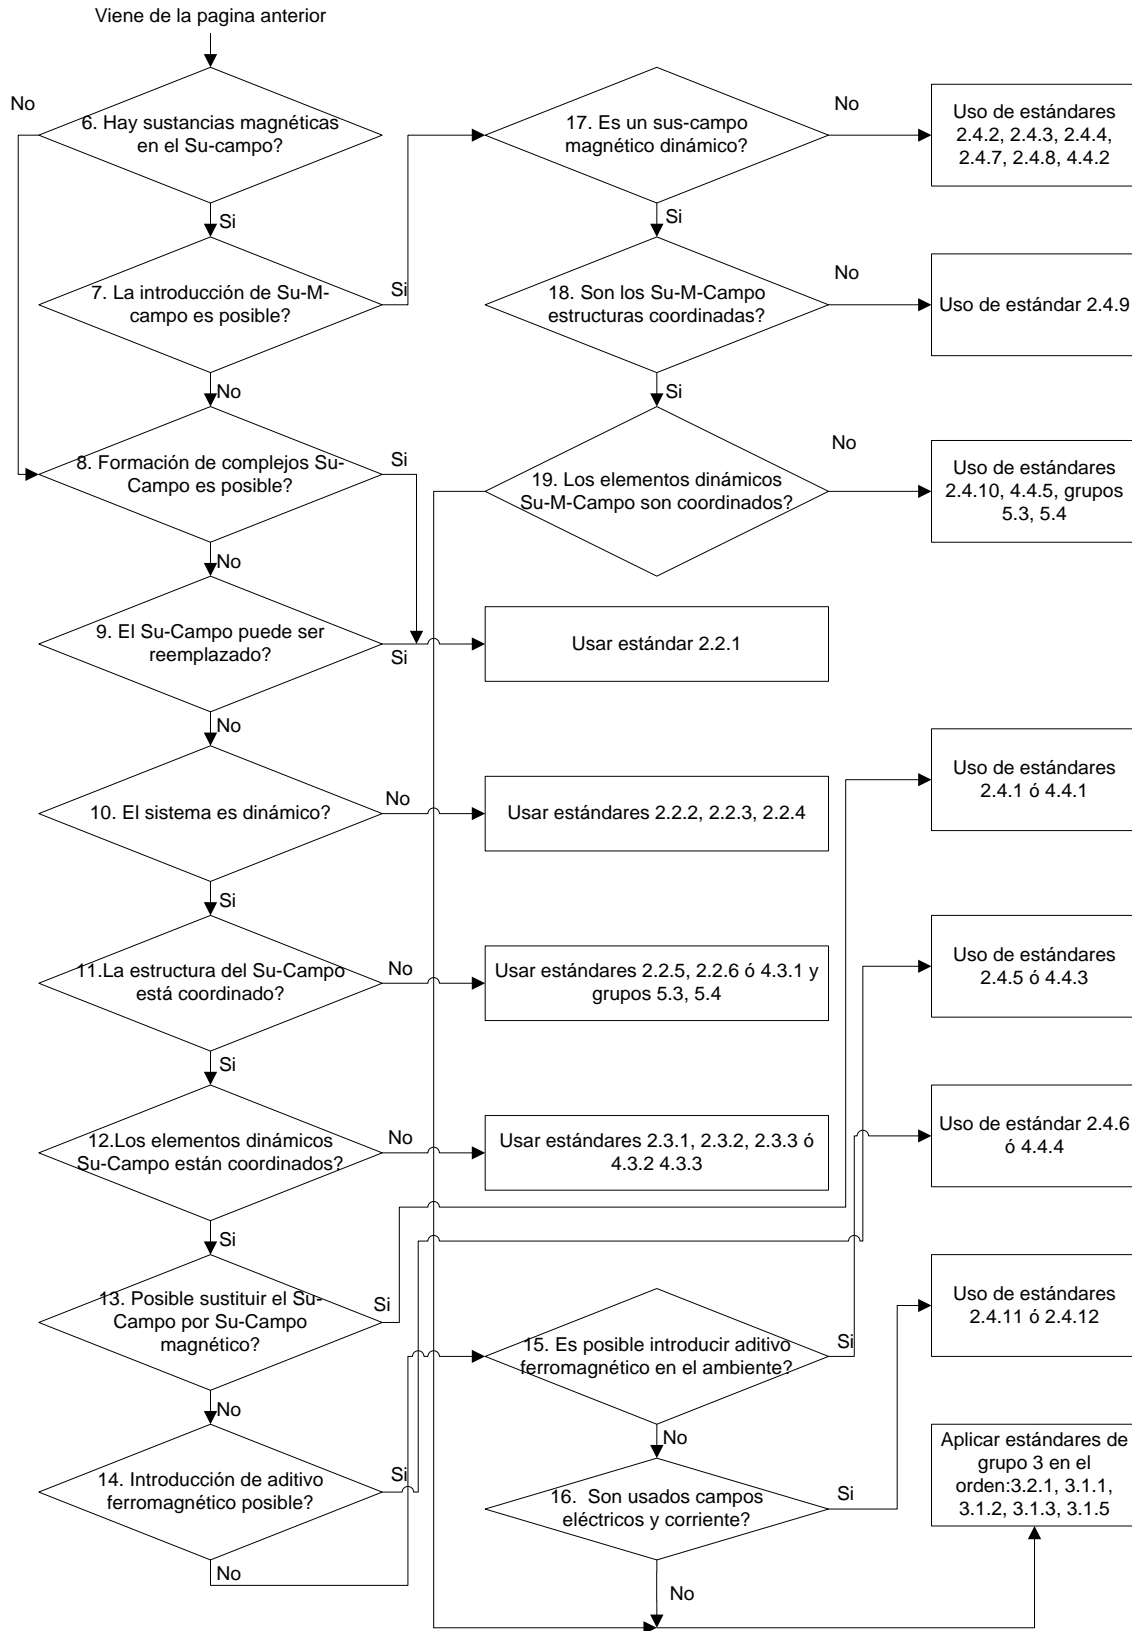 Viene de la pagina anterior
No
6. Hay sustancias magnéticas
en el Su-campo?
Si
7. La introducción de Su-M-
campo es posible?
Si
No
8. Formación de complejos Su-
Campo es posible?
Si
No
9. El Su-Campo puede ser
reemplazado?
Si
No
10. El sistema es dinámico?
No
Si
11.La estructura del Su-Campo
está coordinado?
No
Si
12.Los elementos dinámicos
Su-Campo están coordinados?
No
Si
13. Posible sustituir el Su-
Campo por Su-Campo
magnético?
Si
No
14. Introducción de aditivo
ferromagnético posible?
Si
No
17. Es un sus-campo
magnético dinámico?
No
Si
18. Son los Su-M-Campo
estructuras coordinadas?
No
Si
19. Los elementos dinámicos
Su-M-Campo son coordinados?
No
Usar estándar 2.2.1
Usar estándares 2.2.2, 2.2.3, 2.2.4
Usar estándares 2.2.5, 2.2.6 ó 4.3.1 y
grupos 5.3, 5.4
Usar estándares 2.3.1, 2.3.2, 2.3.3 ó
4.3.2 4.3.3
15. Es posible introducir aditivo
ferromagnético en el ambiente?
Si
No
16. Son usados campos
eléctricos y corriente?
Si
No
Uso de estándares
2.4.2, 2.4.3, 2.4.4,
2.4.7, 2.4.8, 4.4.2
Uso de estándar 2.4.9
Uso de estándares
2.4.10, 4.4.5, grupos
5.3, 5.4
Uso de estándares
2.4.1 ó 4.4.1
Uso de estándares
2.4.5 ó 4.4.3
Uso de estándar 2.4.6
ó 4.4.4
Uso de estándares
2.4.11 ó 2.4.12
Aplicar estándares de
grupo 3 en el
orden:3.2.1, 3.1.1,
3.1.2, 3.1.3, 3.1.5